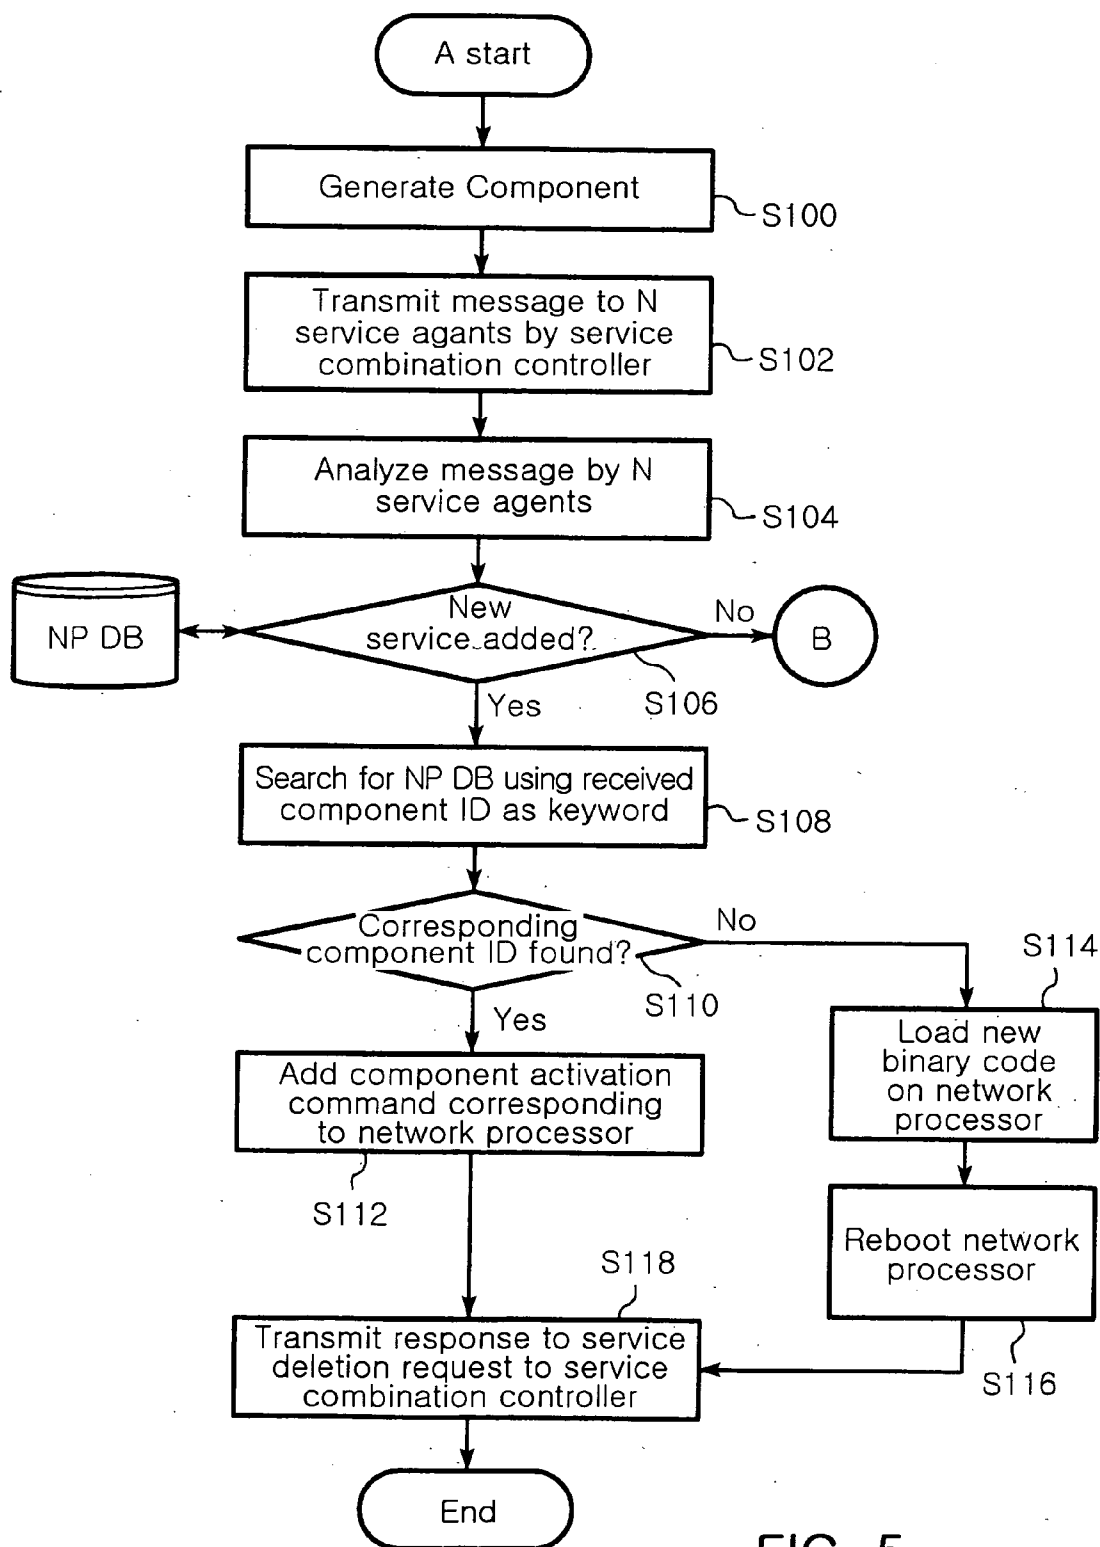 A start
Generate Component
S100
Transmit message to N
service agants by service
combination controller
S102
Analyze message by N
service agents
S104
NP DB
New
service added?
No
B
S106
Yes
Search for NP DB using received
component ID as keyword
S108
Corresponding
component ID found?
No
S110
Yes
S114
Load new
binary code
on network
processor
Add component activation
command corresponding
to network processor
S112
Reboot network
processor
S116
S118
Transmit response to service
deletion request to service
combination controller
End
FIG. 5